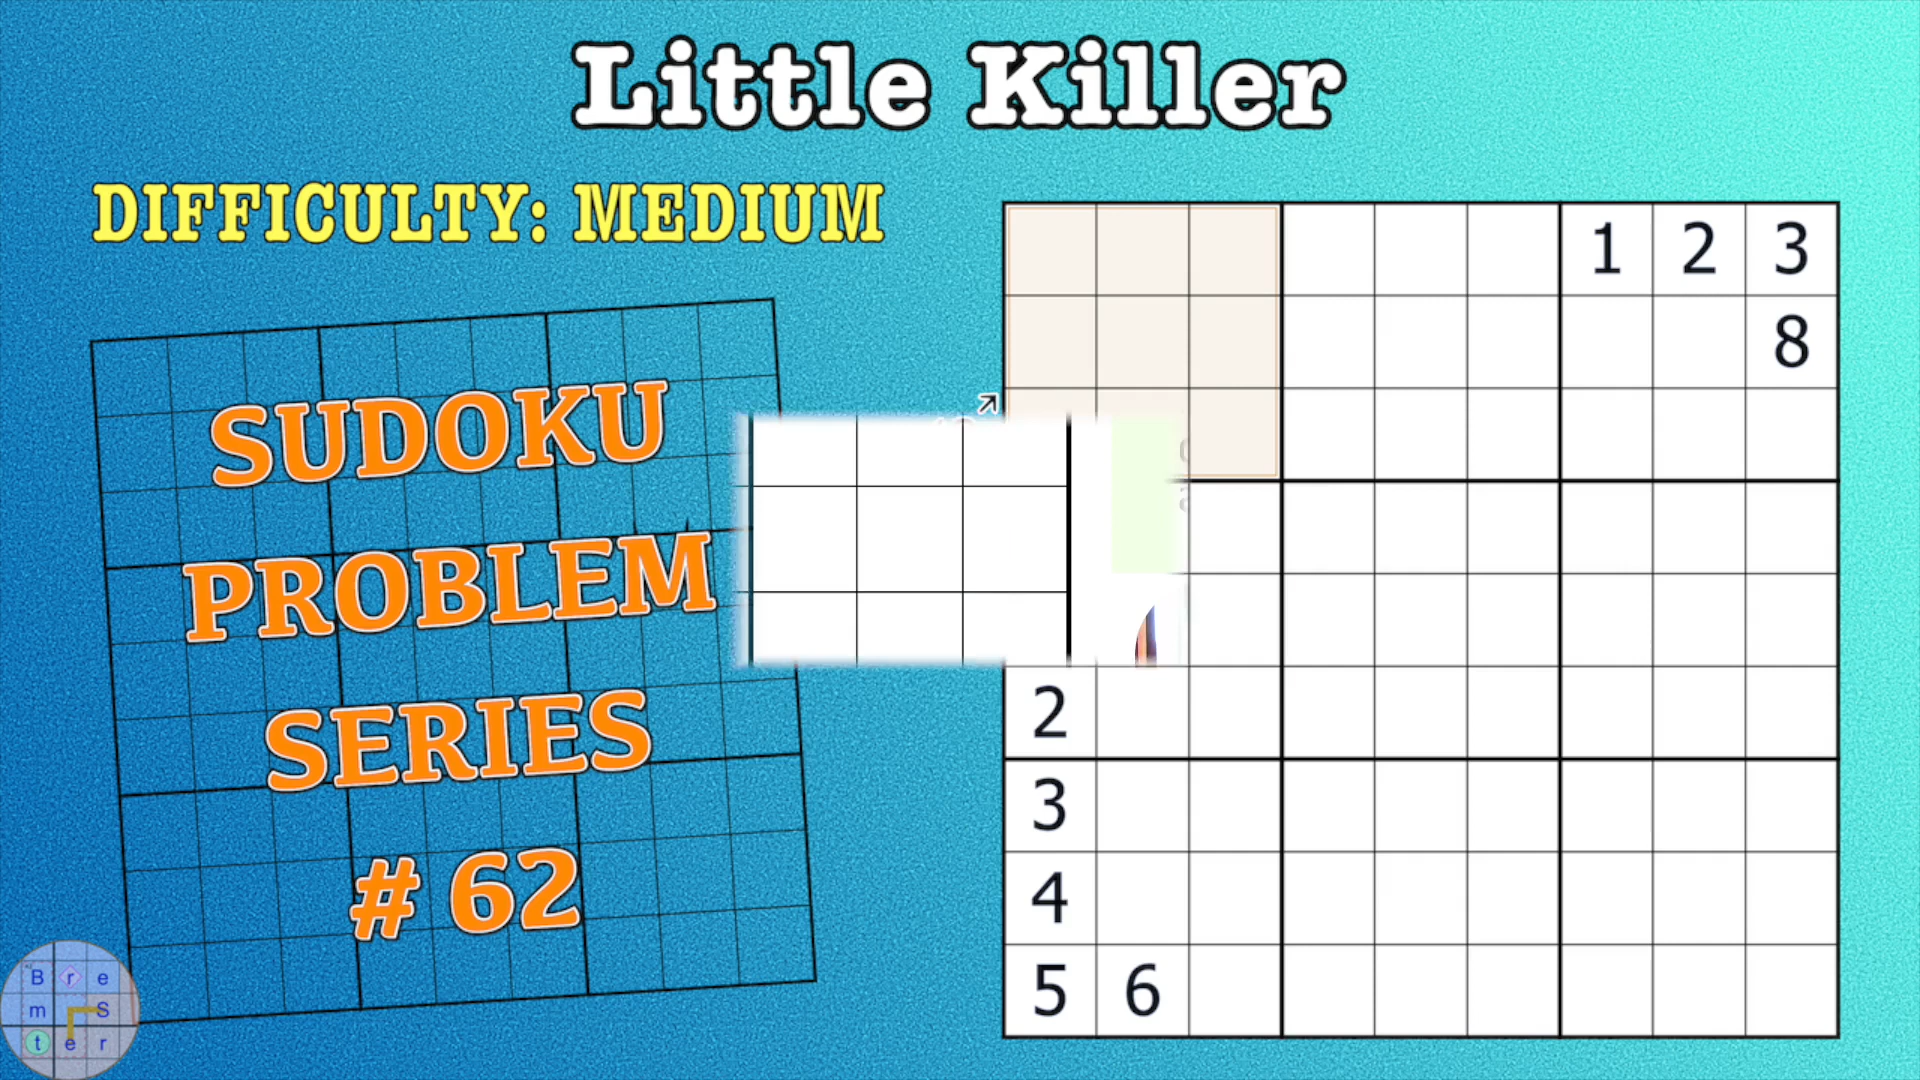 Little Killer
DIFFICULTY: MEDIUM
SUDOKU
PROBLEM
SERIES
# 62
1 2 3
8
2
3
4
5 6
B r e
m S
t e r